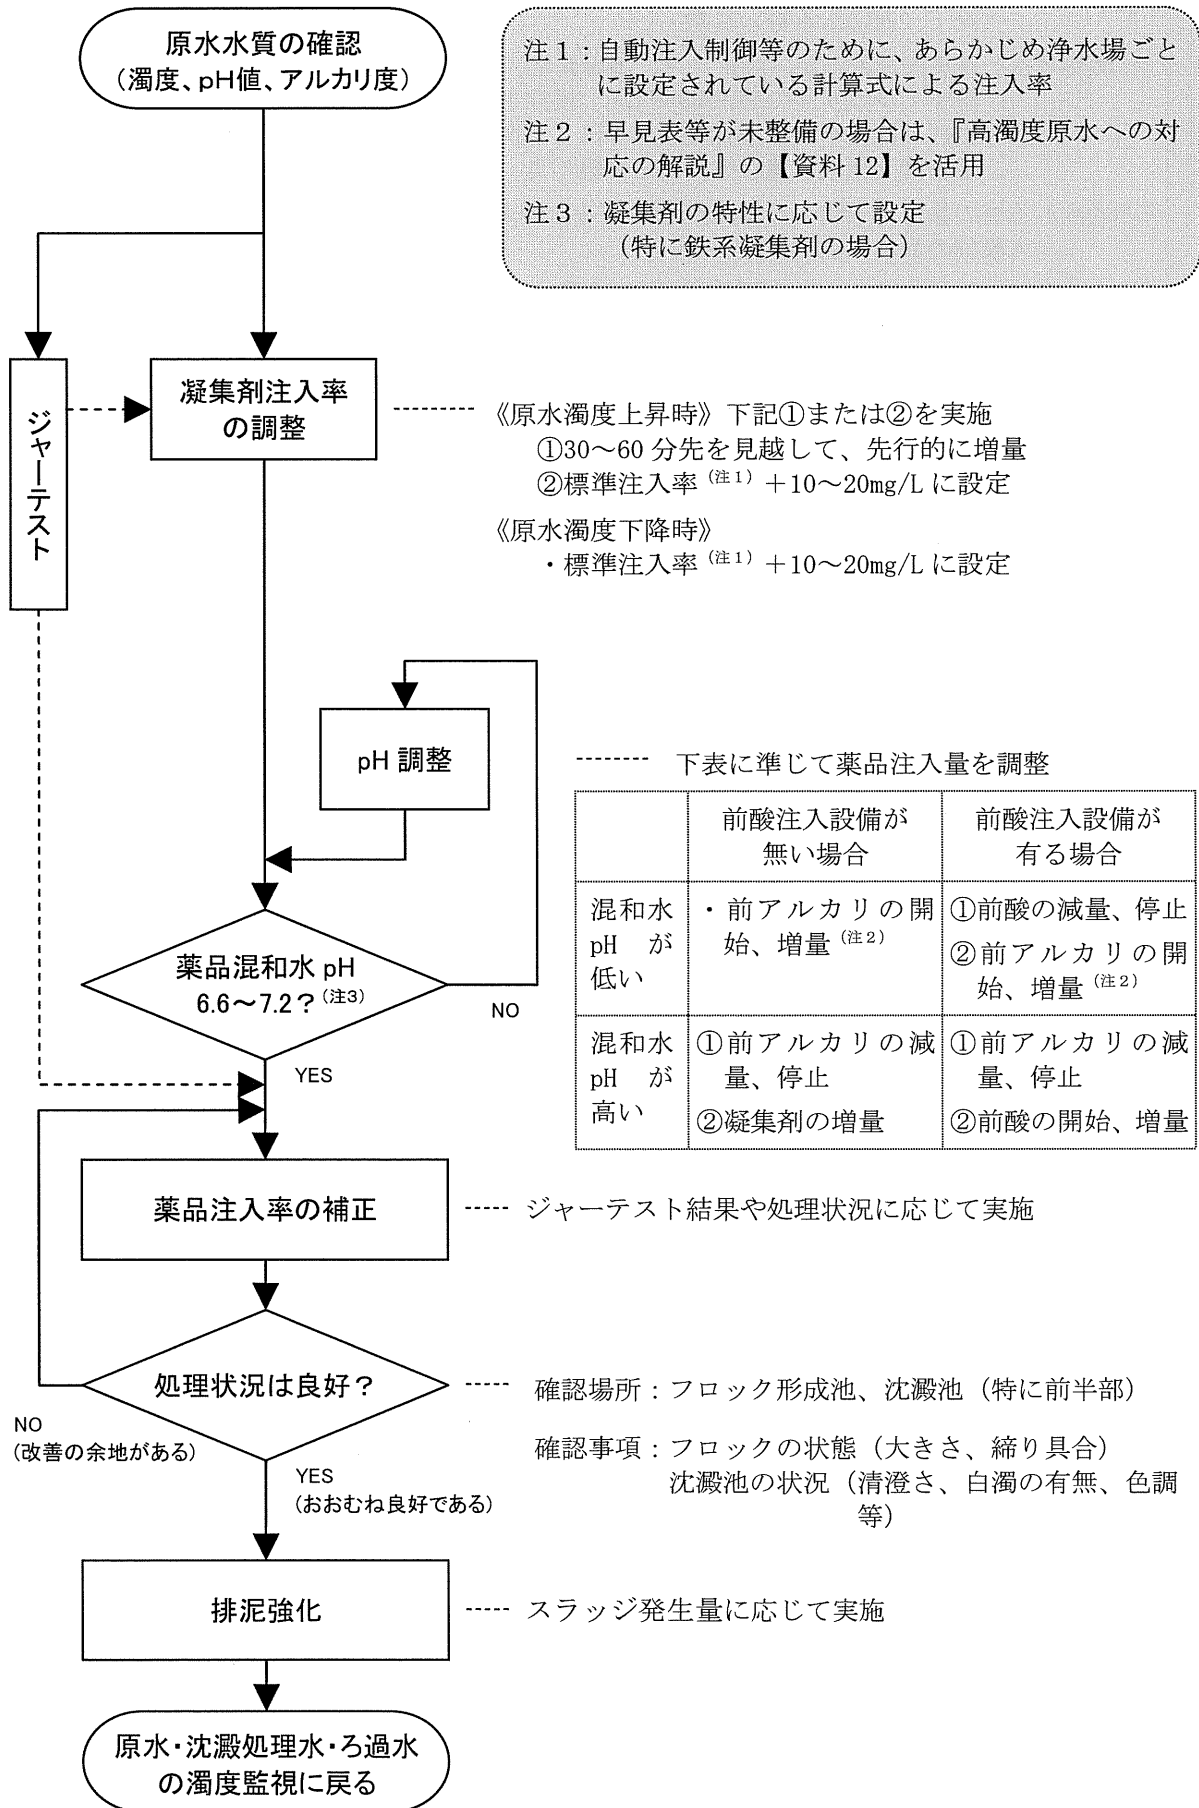 原水水質の確認
（濁度、pH値、アルカリ度）
注１：自動注入制御等のために、あらかじめ浄水場ごと
に設定されている計算式による注入率
注２：早見表等が未整備の場合は、『高濁度原水への対
応の解説』の【資料 12】を活用
注３：凝集剤の特性に応じて設定
（特に鉄系凝集剤の場合）
ジャーテスト
凝集剤注入率
の調整
《原水濁度上昇時》下記①または②を実施
①30～60 分先を見越して、先行的に増量
②標準注入率（注1）＋10～20mg/L に設定
《原水濁度下降時》
・標準注入率（注1）＋10～20mg/L に設定
pH 調整
下表に準じて薬品注入量を調整
前酸注入設備が
無い場合
前酸注入設備が
有る場合
混和水
pH が
低い
・前アルカリの開
始、増量（注2）
①前酸の減量、停止
②前アルカリの開
始、増量（注2）
混和水
pH が
高い
①前アルカリの減
量、停止
②凝集剤の増量
①前アルカリの減
量、停止
②前酸の開始、増量
薬品混和水 pH
6.6～7.2？（注3）
NO
YES
薬品注入率の補正
ジャーテスト結果や処理状況に応じて実施
処理状況は良好？
NO
（改善の余地がある）
YES
（おおむね良好である）
確認場所：フロック形成池、沈澱池（特に前半部）
確認事項：フロックの状態（大きさ、締り具合）
沈澱池の状況（清澄さ、白濁の有無、色調
等）
排泥強化
スラッジ発生量に応じて実施
原水・沈澱処理水・ろ過水
の濁度監視に戻る